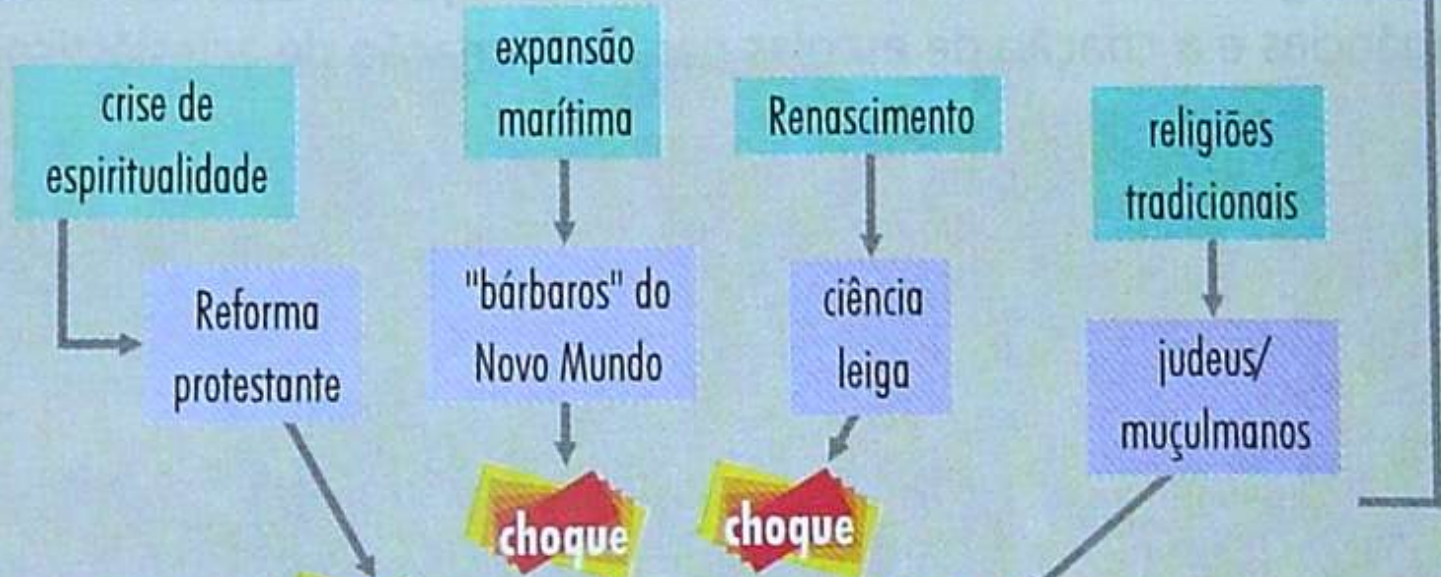 crise de
espiritualidade
expansão
marítima
Renascimento
religiões
tradicionais
Reforma
protestante
"bárbaros" do
Novo Mundo
ciência
leiga
judeus/
muçulmanos
choque
choque